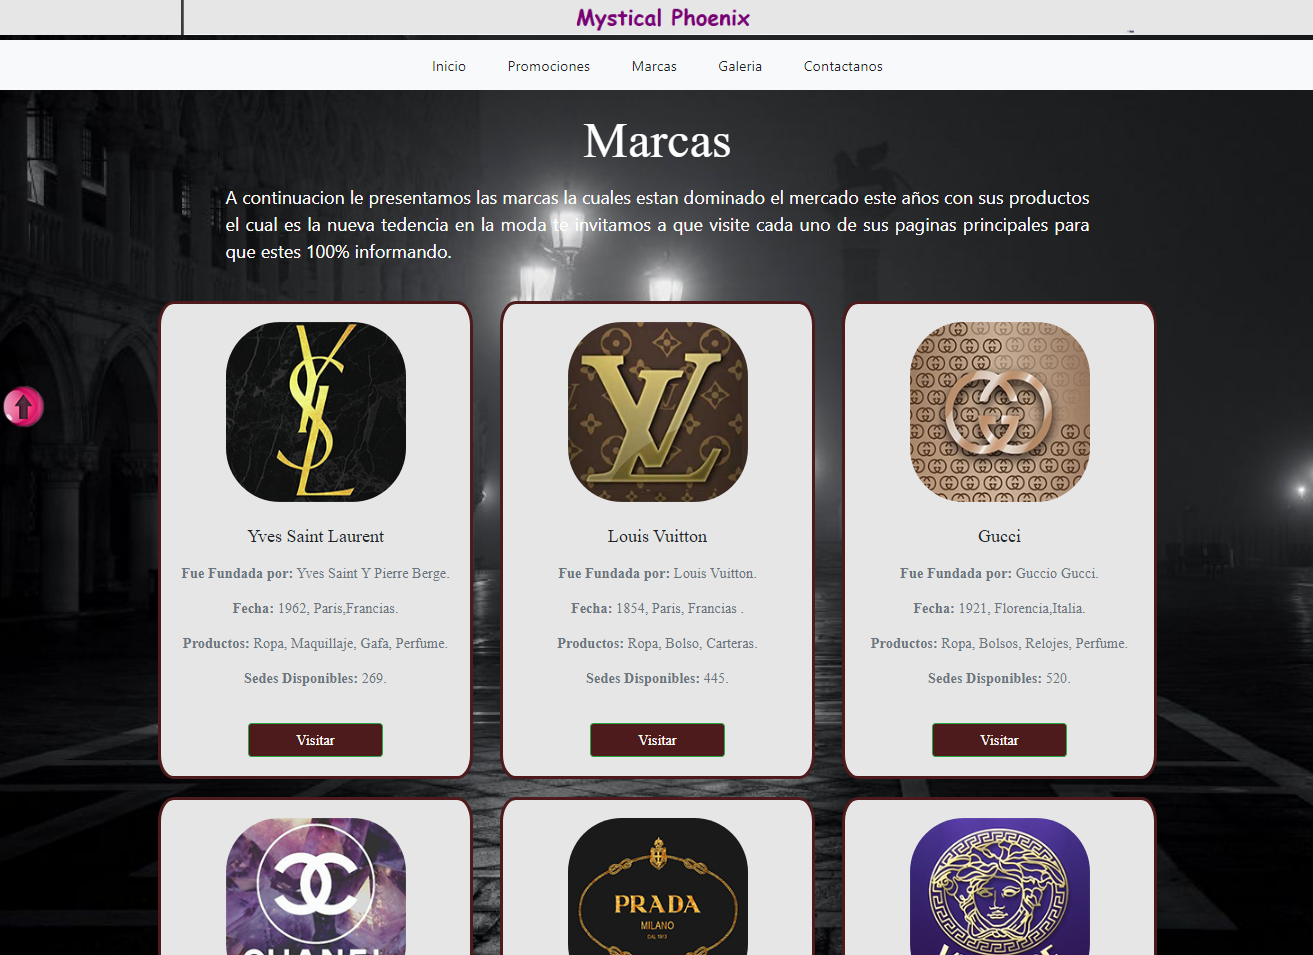 Mystical Phoenix
Inicio Promociones Marcas Galeria Contactanos
Marcas
A continuacion le presentamos las marcas la cuales estan dominado el mercado este años con sus productos
el cual es la nueva tedencia en la moda te invitamos a que visite cada uno de sus paginas principales para
que estes 100% informando.
YSL
LV
GG
Yves Saint Laurent
Louis Vuitton
Gucci
Fue Fundada por: Yves Saint Y Pierre Berge.
Fue Fundada por: Louis Vuitton.
Fue Fundada por: Guccio Gucci.
Fecha: 1962, Paris,Francias.
Fecha: 1854, Paris, Francias .
Fecha: 1921, Florencia,Italia.
Productos: Ropa, Maquillaje, Gafa, Perfume.
Productos: Ropa, Bolso, Carteras.
Productos: Ropa, Bolsos, Relojes, Perfume.
Sedes Disponibles: 269.
Sedes Disponibles: 445.
Sedes Disponibles: 520.
Visitar
Visitar
Visitar
CHANEL
PRADA
MILANO
DAL 1913